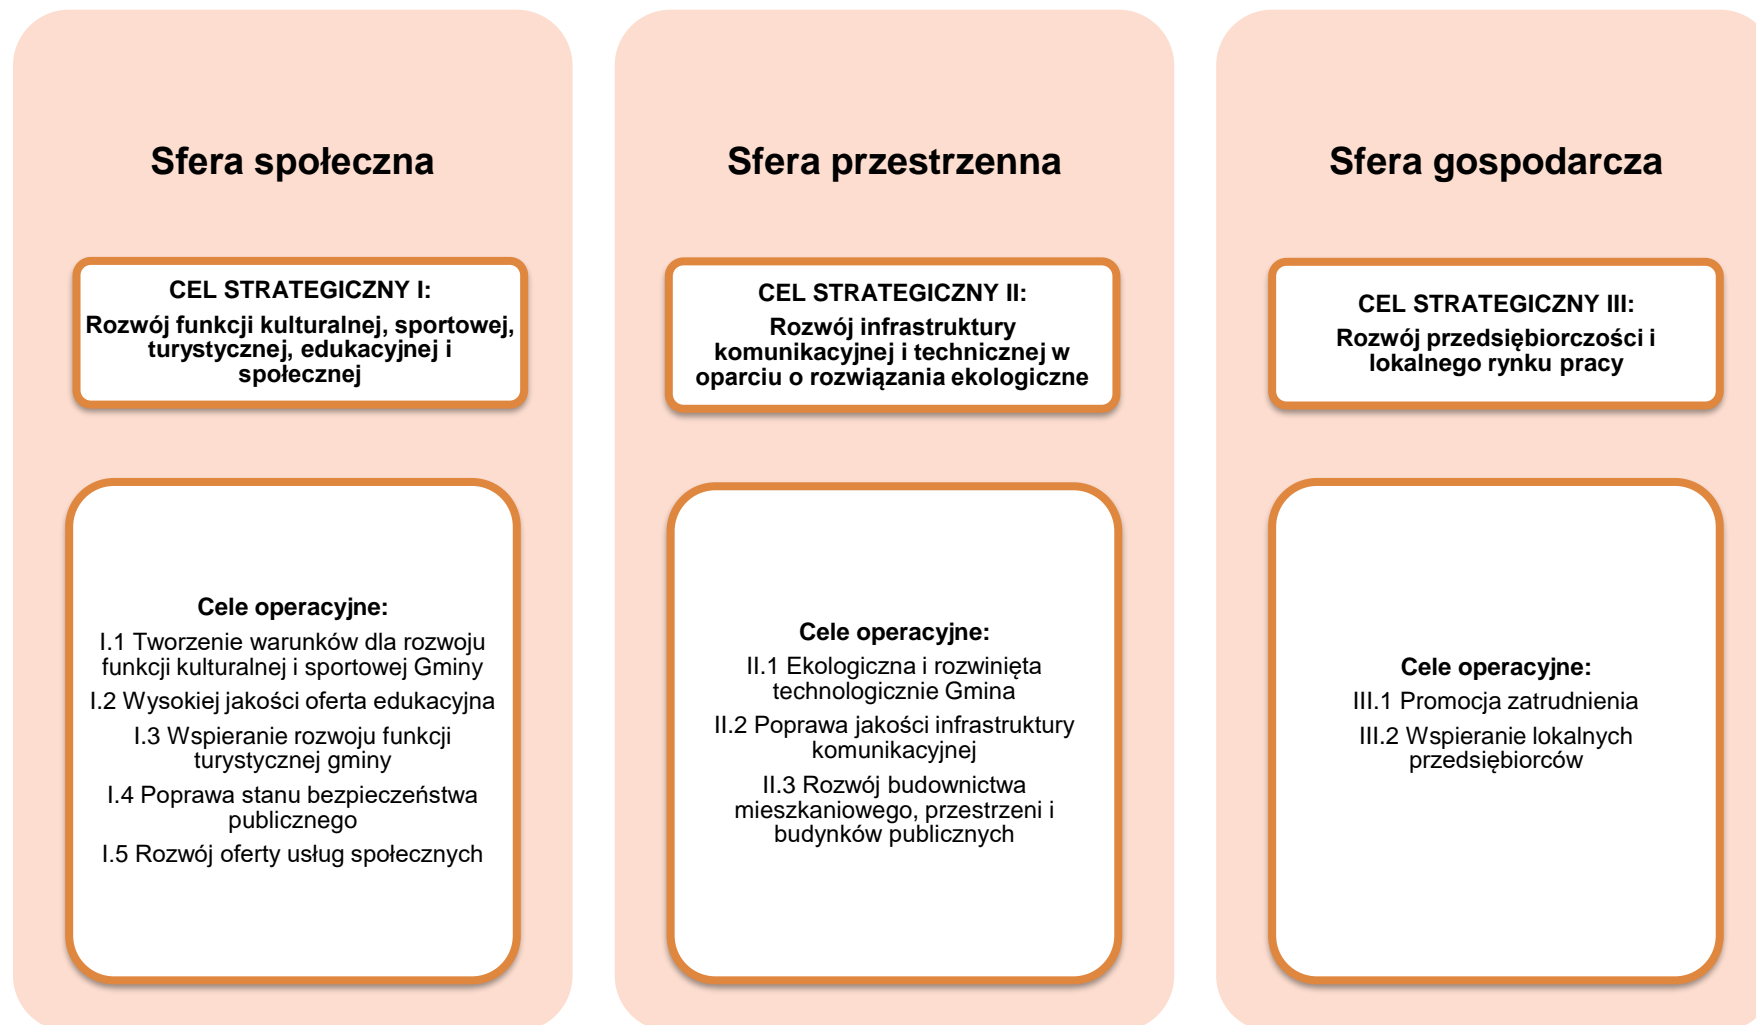 Sfera społeczna
CEL STRATEGICZNY I:
Rozwój funkcji kulturalnej, sportowej,
turystycznej, edukacyjnej i
społecznej
Cele operacyjne:
I.1 Tworzenie warunków dla rozwoju
funkcji kulturalnej i sportowej Gminy
I.2 Wysokiej jakości oferta edukacyjna
I.3 Wspieranie rozwoju funkcji
turystycznej gminy
I.4 Poprawa stanu bezpieczeństwa
publicznego
I.5 Rozwój oferty usług społecznych
Sfera przestrzenna
CEL STRATEGICZNY II:
Rozwój infrastruktury
komunikacyjnej i technicznej w
oparciu o rozwiązania ekologiczne
Cele operacyjne:
II.1 Ekologiczna i rozwinięta
technologicznie Gmina
II.2 Poprawa jakości infrastruktury
komunikacyjnej
II.3 Rozwój budownictwa
mieszkaniowego, przestrzeni i
budynków publicznych
Sfera gospodarcza
CEL STRATEGICZNY III:
Rozwój przedsiębiorczości i
lokalnego rynku pracy
Cele operacyjne:
III.1 Promocja zatrudnienia
III.2 Wspieranie lokalnych
przedsiębiorców